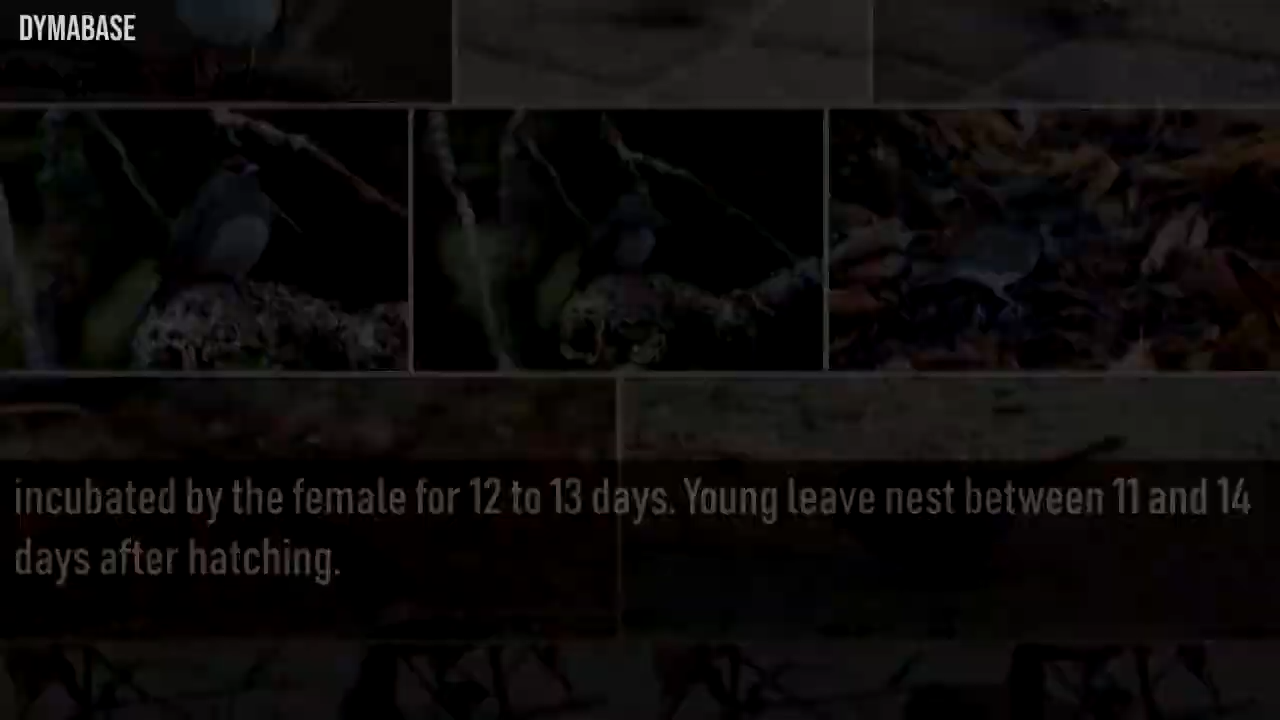 DYMABASE
incubated by the female for 12 to 13 days. Young leave nest between 11 and 14
days after hatching.